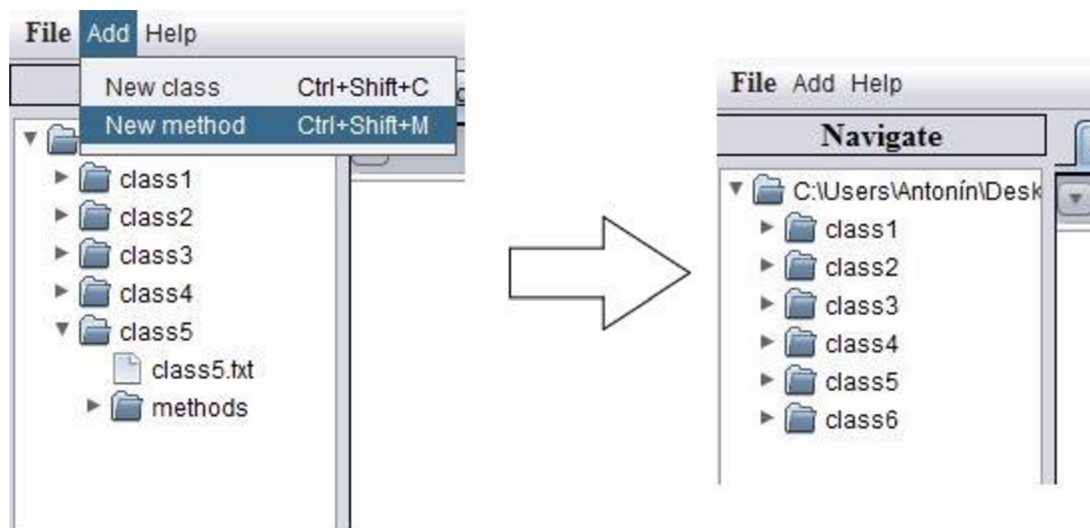 File Add Help
New class Ctrl+Shift+C
New method Ctrl+Shift+M
class1
class2
class3
class4
class5
class5.txt
methods
File Add Help
Navigate
C:\Users\Antonín\Desk
class1
class2
class3
class4
class5
class6